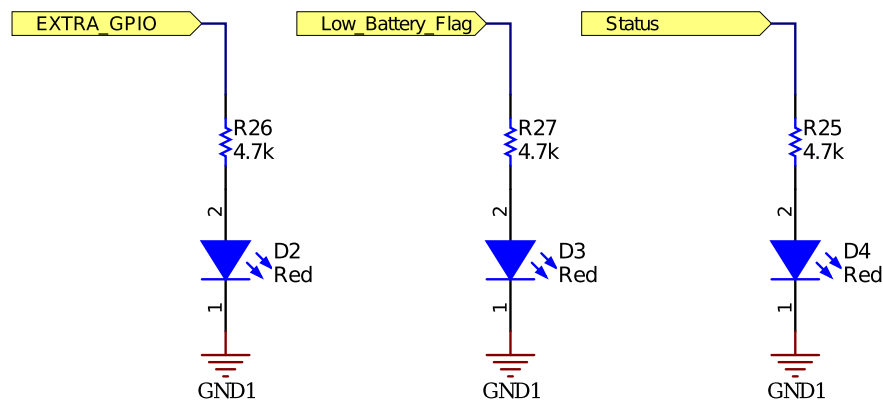 EXTRA_GPIO
Low_Battery_Flag
Status
R26
4.7k
R27
4.7k
R25
4.7k
2
2
2
D2
Red
D3
Red
D4
Red
1
1
1
GND1
GND1
GND1